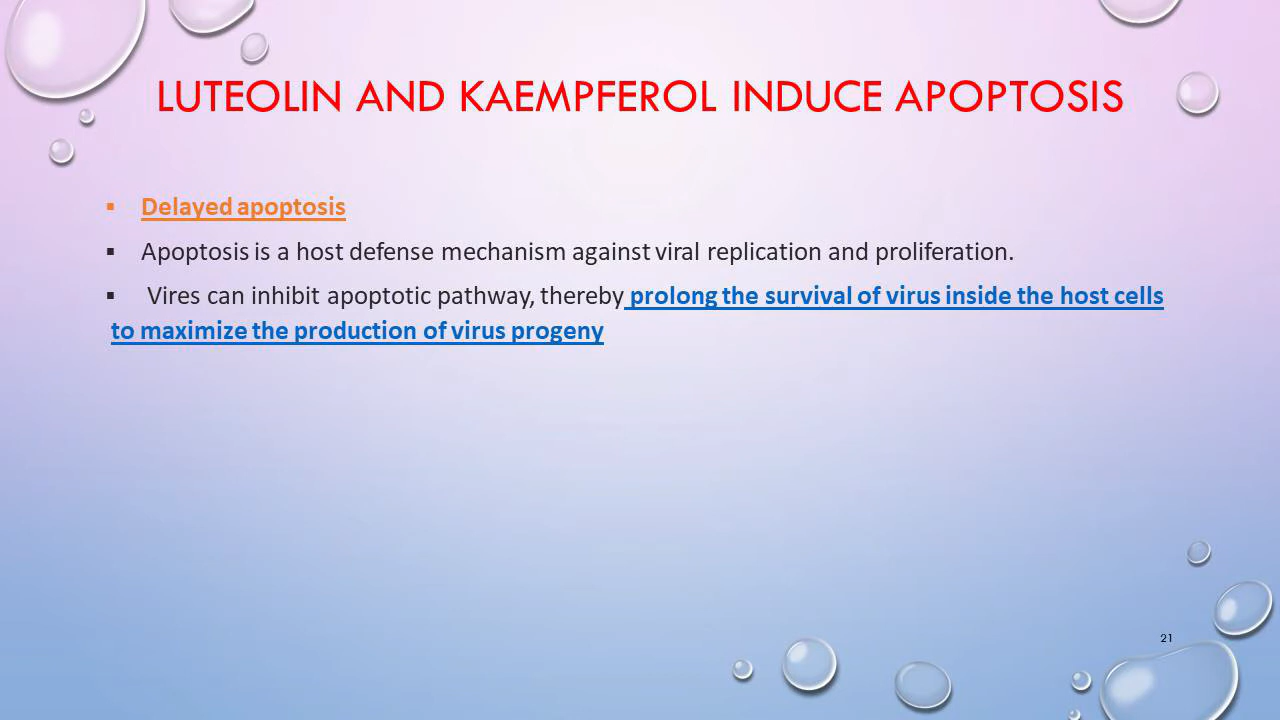 LUTEOLIN AND KAEMPFEROL INDUCE APOPTOSIS
▪ Delayed apoptosis
▪ Apoptosis is a host defense mechanism against viral replication and proliferation.
▪ Vires can inhibit apoptotic pathway, thereby prolong the survival of virus inside the host cells
to maximize the production of virus progeny
21